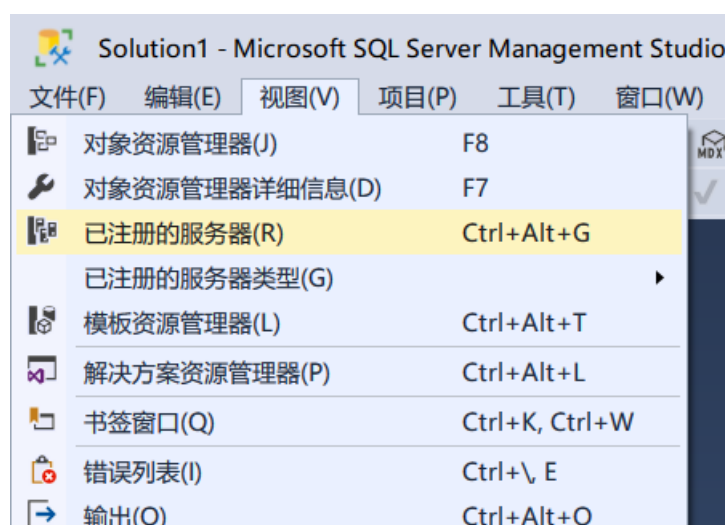 Solution1 - Microsoft SQL Server Management Studio
文件(F) 编辑(E) 视图(V) 项目(P) 工具(T) 窗口(W)
对象资源管理器(J) F8
MDX
对象资源管理器详细信息(D) F7
已注册的服务器(R) Ctrl+Alt+G
已注册的服务器类型(G)
模板资源管理器(L) Ctrl+Alt+T
解决方案资源管理器(P) Ctrl+Alt+L
书签窗口(Q) Ctrl+K, Ctrl+W
错误列表(I) Ctrl+\, E
输出(O) Ctrl+Alt+O